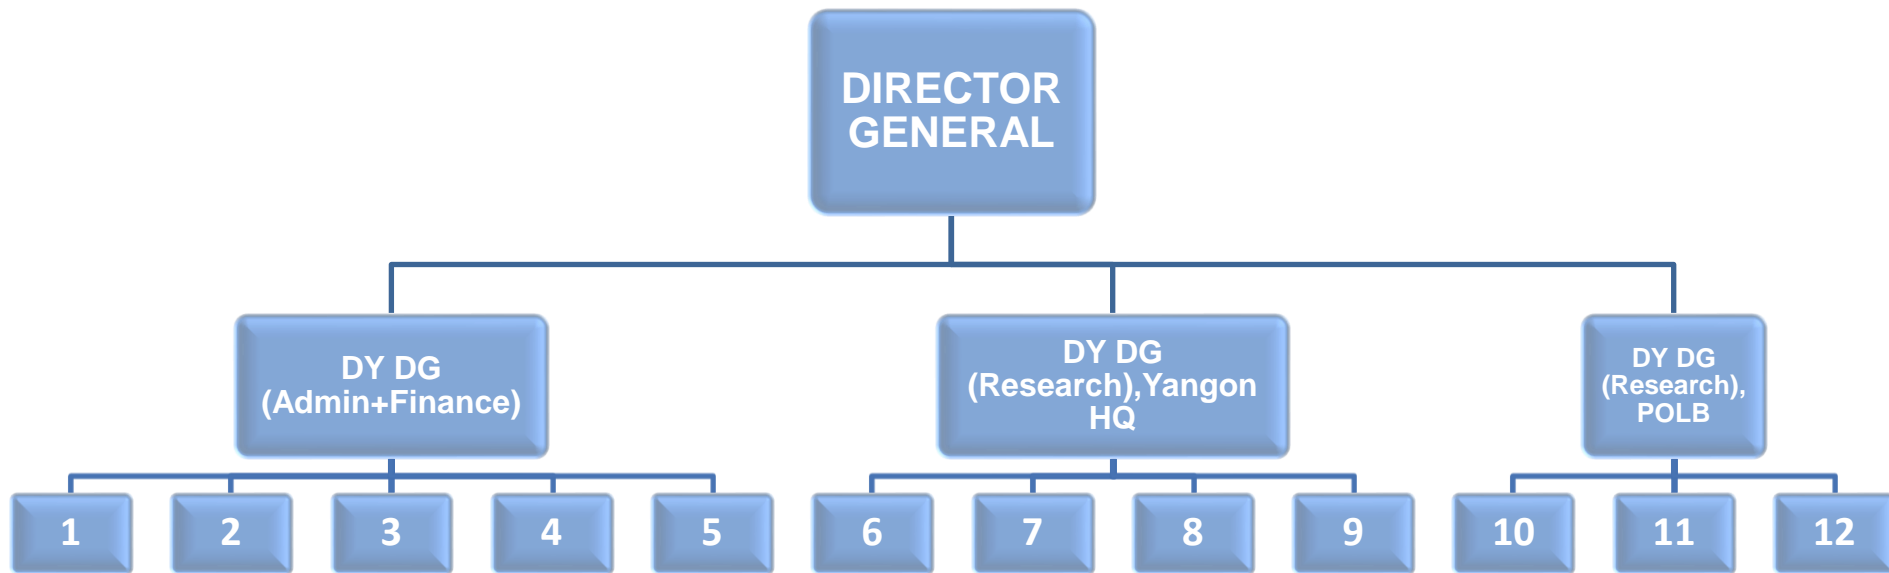 DIRECTOR
GENERAL
DY DG
(Admin+Finance)
DY DG
(Research),Yangon
HQ
DY DG
(Research),
POLB
1
2
3
4
5
6
7
8
9
10
11
12